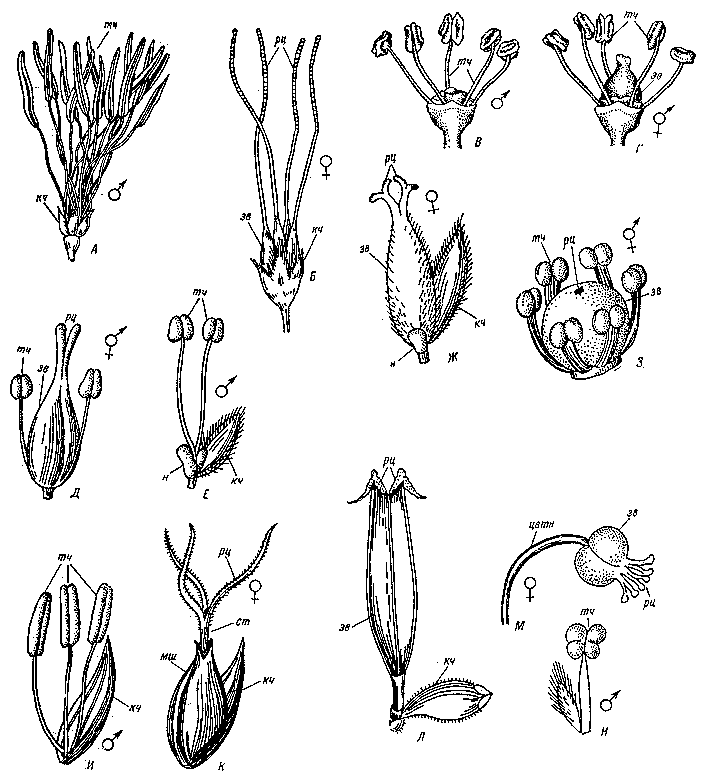 тч
кч
♂
А
рц
♀
зв
кч
Б
тч
♂
В
тч
зв
⚥
Г
рц
♀
зв
кч
н
Ж
тч
рц
⚥
зв
З
рц
тч
зв
⚥
Д
тч
♂
н
кч
Е
тч
кч
♂
И
рц
♀
ст
мш
кч
К
рц
зв
кч
Л
цвтн
зв
♀
рц
М
тч
♂
Н